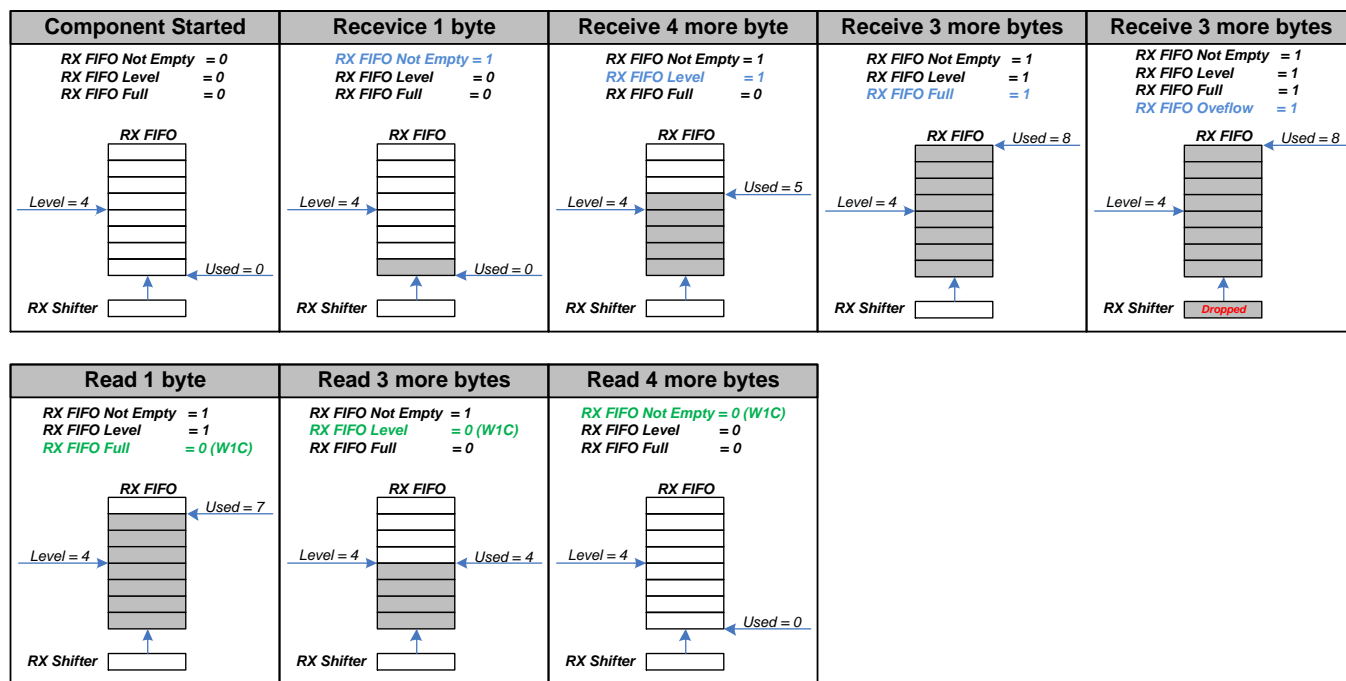 Component Started
RX FIFO Not Empty = 0
RX FIFO Level = 0
RX FIFO Full = 0
RX FIFO
Level = 4
Used = 0
RX Shifter
Recevice 1 byte
RX FIFO Not Empty = 1
RX FIFO Level = 0
RX FIFO Full = 0
RX FIFO
Level = 4
Used = 0
RX Shifter
Receive 4 more byte
RX FIFO Not Empty = 1
RX FIFO Level = 1
RX FIFO Full = 0
RX FIFO
Used = 5
Level = 4
RX Shifter
Receive 3 more bytes
RX FIFO Not Empty = 1
RX FIFO Level = 1
RX FIFO Full = 1
RX FIFO
Used = 8
Level = 4
RX Shifter
Receive 3 more bytes
RX FIFO Not Empty = 1
RX FIFO Level = 1
RX FIFO Full = 1
RX FIFO Oveflow = 1
RX FIFO
Used = 8
Level = 4
RX Shifter
Dropped
Read 1 byte
RX FIFO Not Empty = 1
RX FIFO Level = 1
RX FIFO Full = 0 (W1C)
RX FIFO
Used = 7
Level = 4
RX Shifter
Read 3 more bytes
RX FIFO Not Empty = 1
RX FIFO Level = 0 (W1C)
RX FIFO Full = 0
RX FIFO
Level = 4
Used = 4
RX Shifter
Read 4 more bytes
RX FIFO Not Empty = 0 (W1C)
RX FIFO Level = 0
RX FIFO Full = 0
RX FIFO
Level = 4
Used = 0
RX Shifter